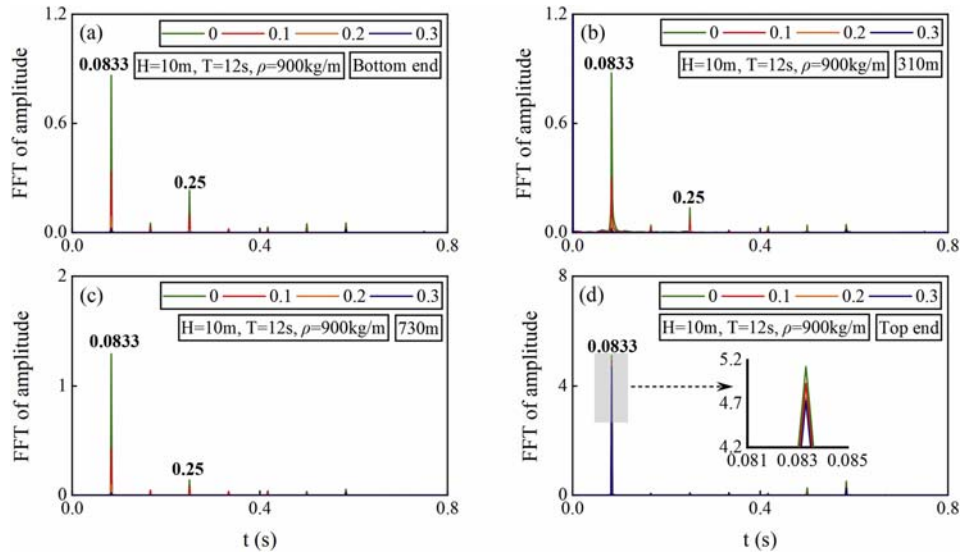 (a) 0 0.1 0.2 0.3
H=10m, T=12s, ρ=900kg/m Bottom end
0.0833
0.25
1.2
0.6
0.0
0.0 0.4 0.8
FFT of amplitude
(b) 0 0.1 0.2 0.3
H=10m, T=12s, ρ=900kg/m 310m
0.0833
0.25
1.2
0.6
0.0
0.0 0.4 0.8
FFT of amplitude
(c) 0 0.1 0.2 0.3
H=10m, T=12s, ρ=900kg/m 730m
0.0833
0.25
2
1
0
0.0 0.4 0.8
FFT of amplitude
t (s)
(d) 0 0.1 0.2 0.3
H=10m, T=12s, ρ=900kg/m Top end
0.0833
5.2
4.7
4.2
0.081 0.083 0.085
8
4
0
0.0 0.4 0.8
FFT of amplitude
t (s)